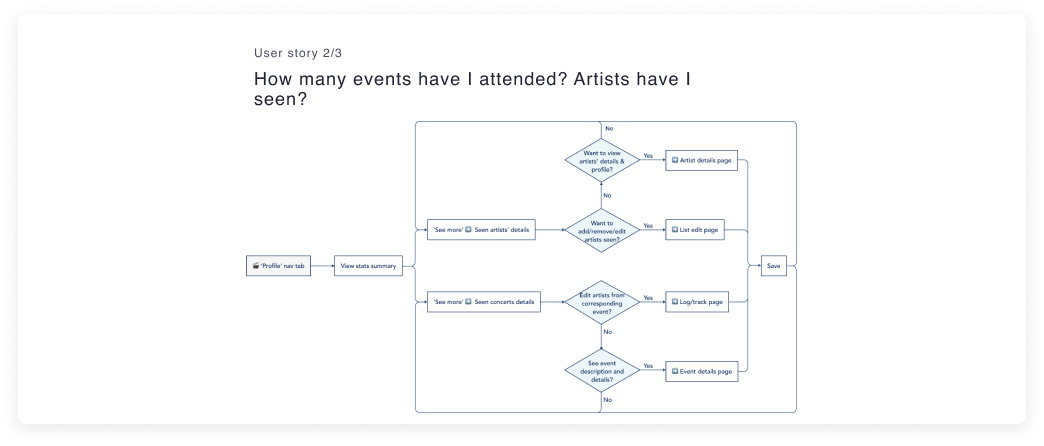 User story 2/3
How many events have I attended? Artists have I
seen?
No
Want to view
artists' details &
profile?
Yes
Artist details page
No
'See more' ➡ Seen artists' details
Want to
add/remove/edit
artists seen?
Yes
List edit page
'Profile' nav tab
View stats summary
Save
'See more' ➡ Seen concerts details
Edit artists from
corresponding
event?
Yes
Log/track page
No
See event
description and
details?
Yes
Event details page
No